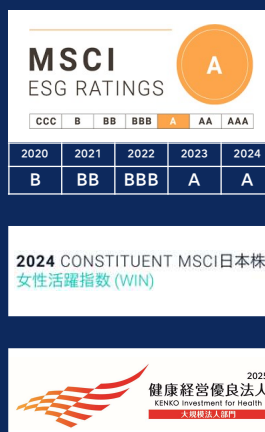 MSCI
ESG RATINGS
A
CCC B BB BBB A AA AAA
2020 2021 2022 2023 2024
B BB BBB A A
2024 CONSTITUENT MSCI日本株
女性活躍指数 (WIN)
2025
健康経営優良法人
KENKO Investment for Health
大規模法人部門